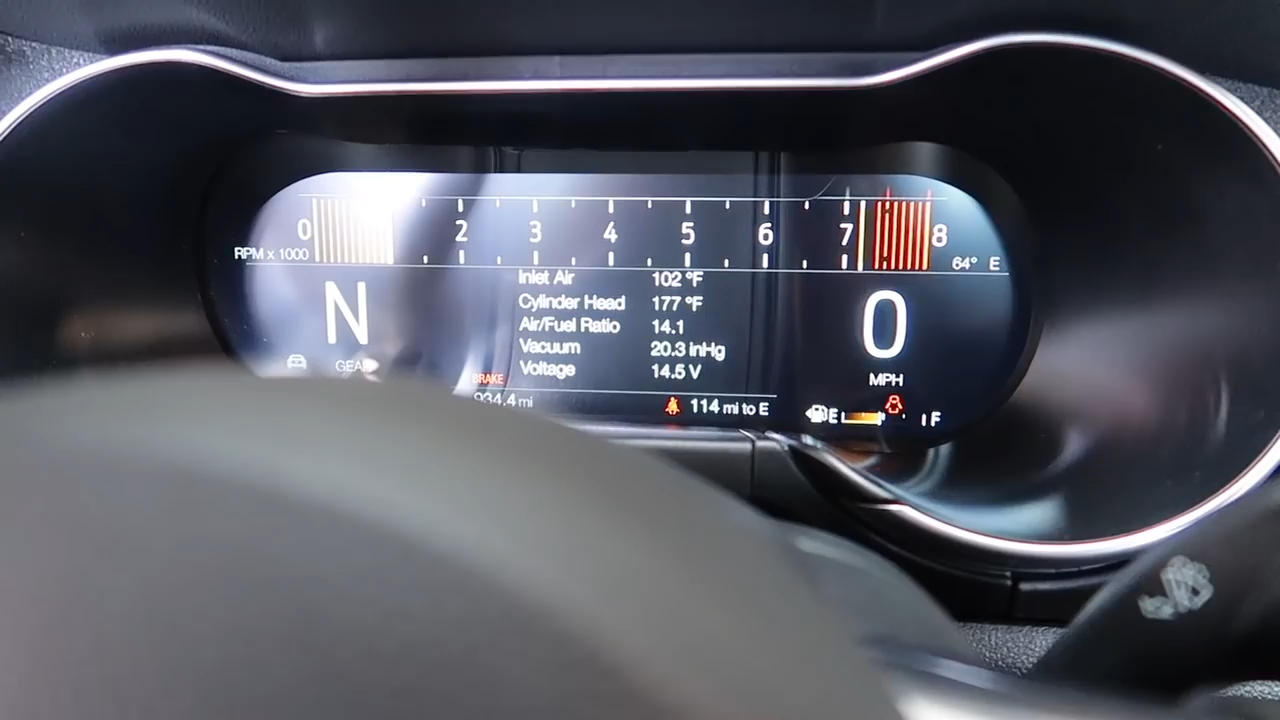 0 2 3 4 5 6 7 8
RPM x 1000
64° E
Inlet Air 102 °F
Cylinder Head 177 °F
Air/Fuel Ratio 14.1
Vacuum 20.3 inHg
Voltage 14.5 V
N
GEAR
0
MPH
BRAKE
934.4 mi
114 mi to E
E F